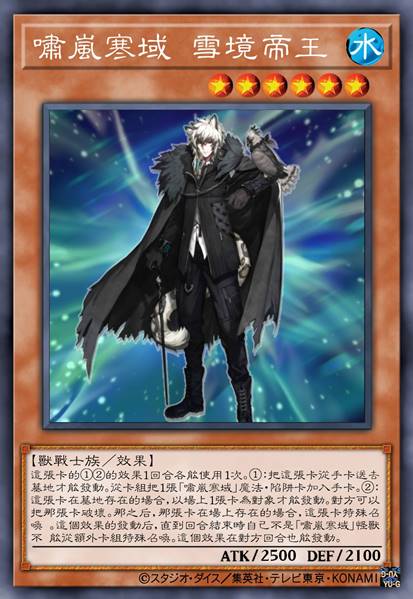 嘯嵐寒域 雪境帝王
水
【獸戰士族／效果】
這張卡的①②的效果1回合各能使用1次。①：把這張卡從手卡送去
墓地才能發動。從卡組把1張「嘯嵐寒域」魔法·陷阱卡加入手卡。②：
這張卡在墓地存在的場合，以場上1張卡為對象才能發動。對方可以
把那張卡破壞。那之後，那張卡在場上存在的場合，這張卡特殊召
喚 。這個效果的發動後，直到回合結束時自己不是「嘯嵐寒域」怪獸
不 能從額外卡組特殊召喚。這個效果在對方回合也能發動。
ATK/2500 DEF/2100
©スタジオ・ダイス/集英社・テレビ東京・KONAMI